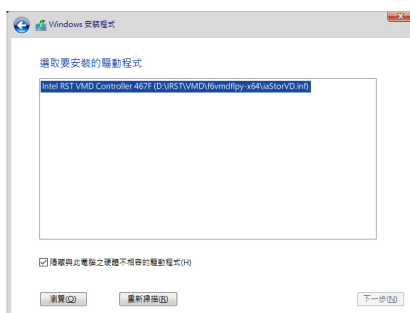 Windows 安裝程式
選取要安裝的驅動程式
Intel RST VMD Controller 467F (D:\IRST\VMD\f6vmdflpy-x64\iaStorVD.inf)
隱藏與此電腦之硬體不相容的驅動程式(H)
瀏覽(O) 重新掃描(R) 下一步(N)